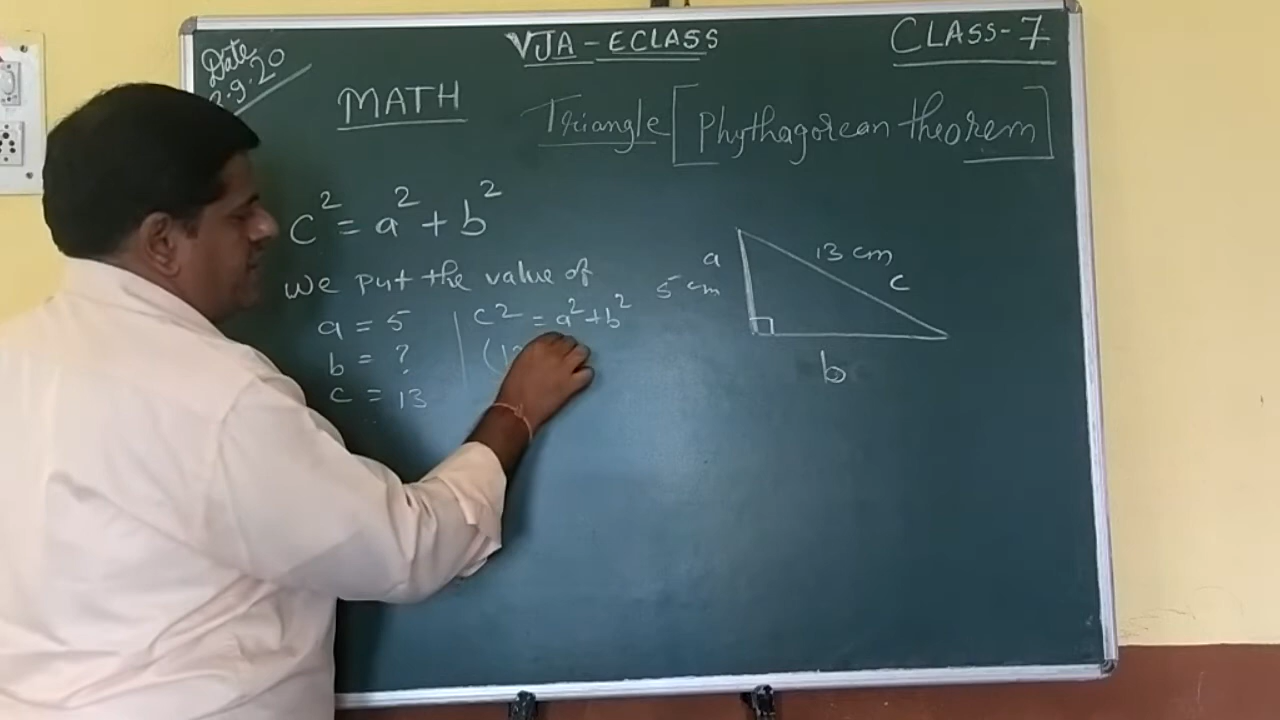 Date
VJA-ECLASS
CLASS-7
.9.20
MATH
Triangle [Phythagorean theorem]
c² = a² + b²
We put the value of
a = 5
b = ?
c = 13
c2 = a² + b²
(1
a
5 cm
13 cm
c
b